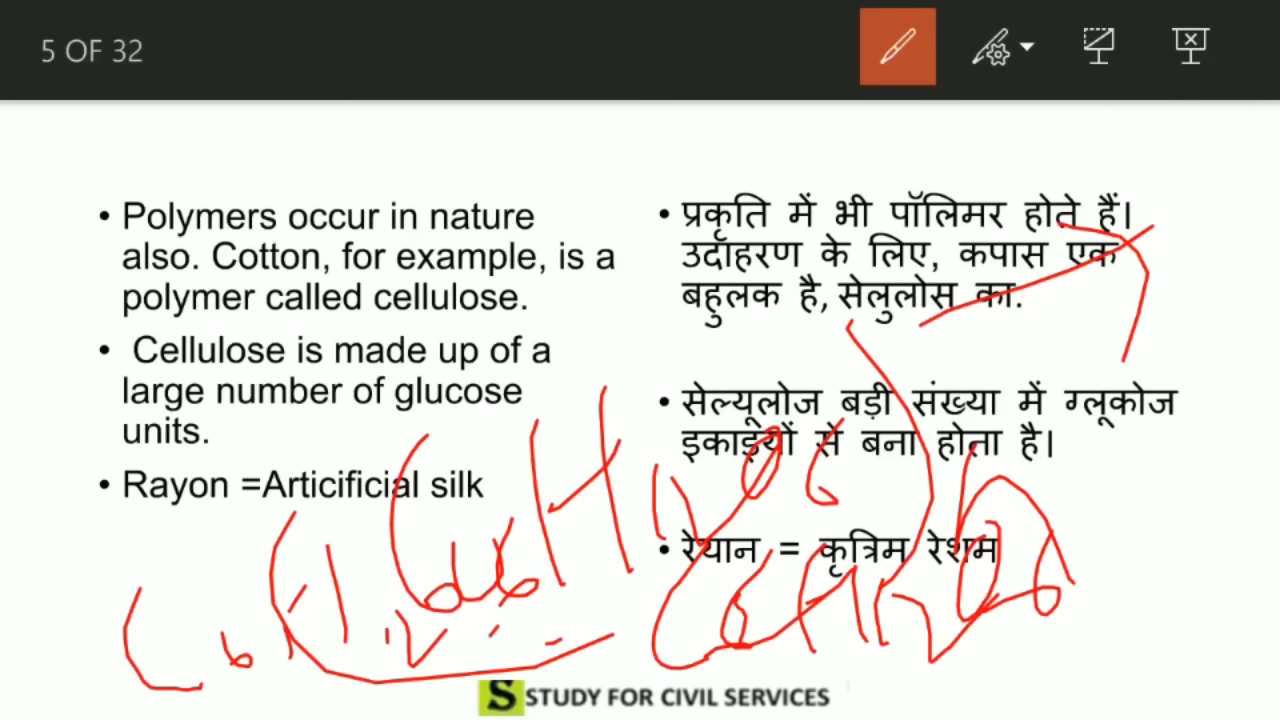 5 OF 32
• Polymers occur in nature
also. Cotton, for example, is a
polymer called cellulose.
• Cellulose is made up of a
large number of glucose
units.
• Rayon =Articificial silk
• प्रकृति में भी पॉलिमर होते हैं।
उदाहरण के लिए, कपास एक
बहुलक है, सेलुलोस का.
• सेल्यूलोज बड़ी संख्या में ग्लूकोज
इकाइयों से बना होता है।
• रेयान = कृत्रिम रेशम
S STUDY FOR CIVIL SERVICES